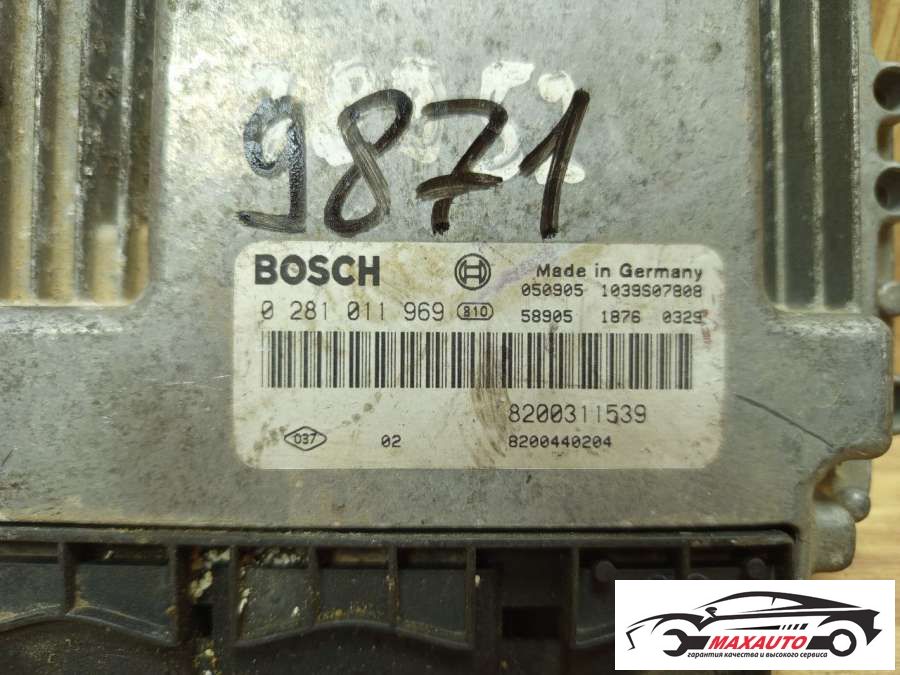 9871
BOSCH
Made in Germany
050905 1039S07808
0 281 011 969 810
58905 1876 0329
8200311539
037 02 8200440204
MAXAUTO
гарантия качества и высокого сервиса